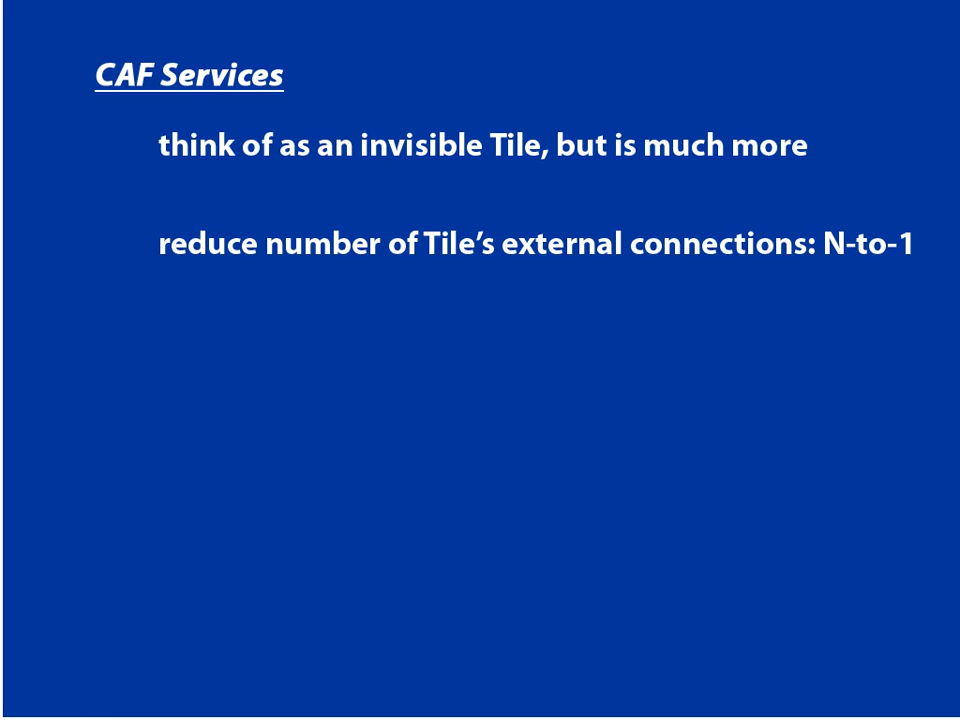 CAF Services
think of as an invisible Tile, but is much more
reduce number of Tile’s external connections: N-to-1